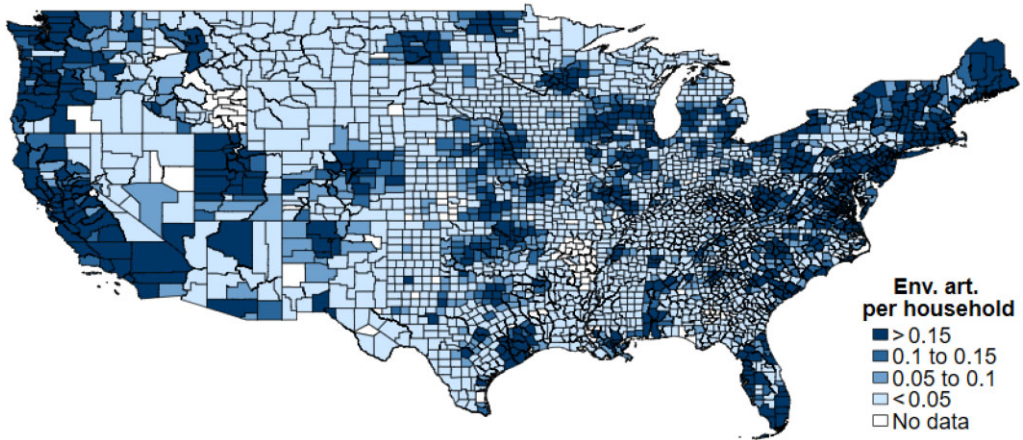 Env. art.
per household
> 0.15
0.1 to 0.15
0.05 to 0.1
< 0.05
No data